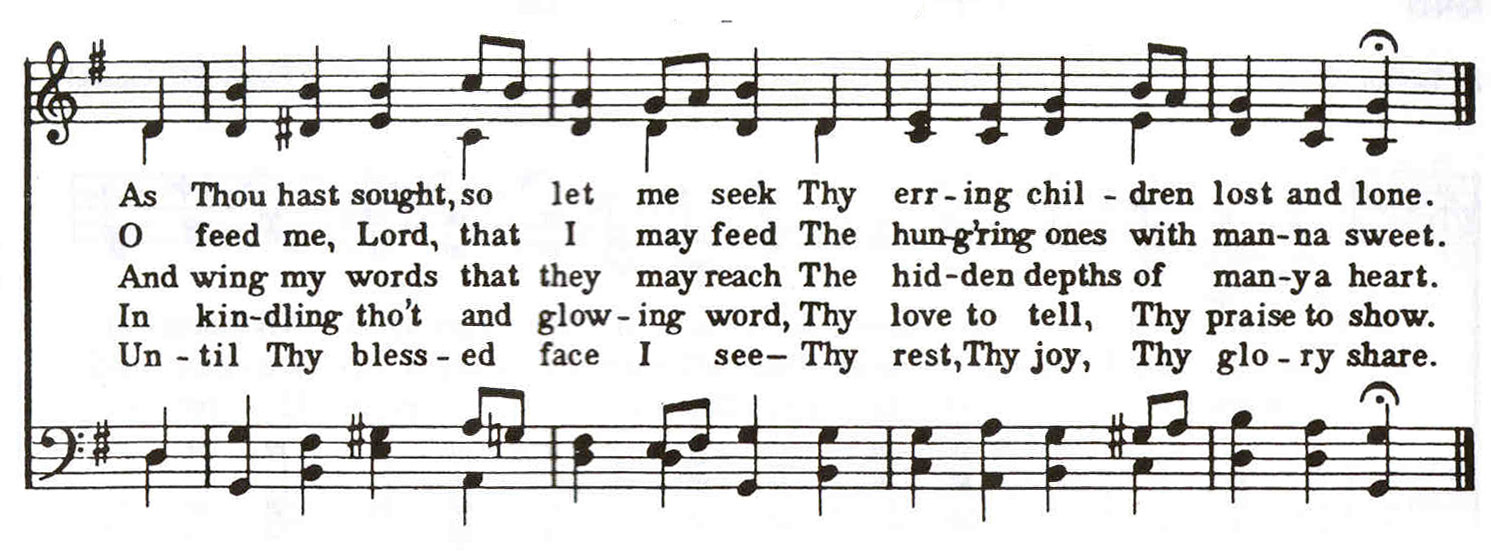 As Thou hast sought, so let me seek Thy err-ing chil-dren lost and lone.
O feed me, Lord, that I may feed The hun-g'ring ones with man-na sweet.
And wing my words that they may reach The hid-den depths of man-y a heart.
In kin-dling tho't and glow-ing word, Thy love to tell, Thy praise to show.
Un-til Thy bless-ed face I see— Thy rest, Thy joy, Thy glo-ry share.